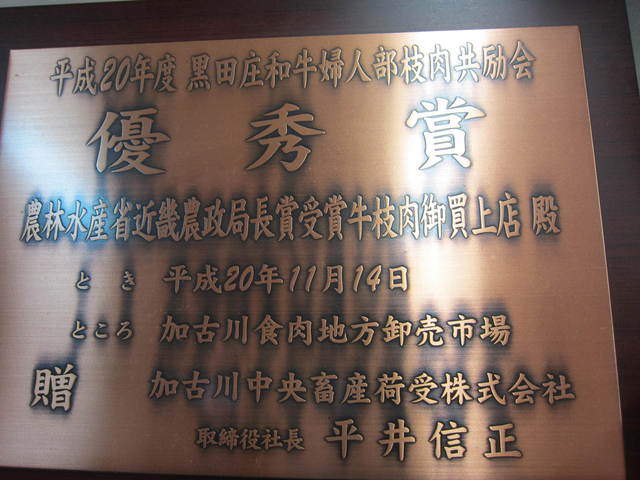 平成20年度 黒田庄和牛婦人部枝肉共励会
優秀賞
農林水産省近畿農政局長賞受賞牛枝肉御買上店 殿
とき 平成20年11月14日
ところ 加古川食肉地方卸売市場
贈 加古川中央畜産荷受株式会社
取締役社長 平井信正